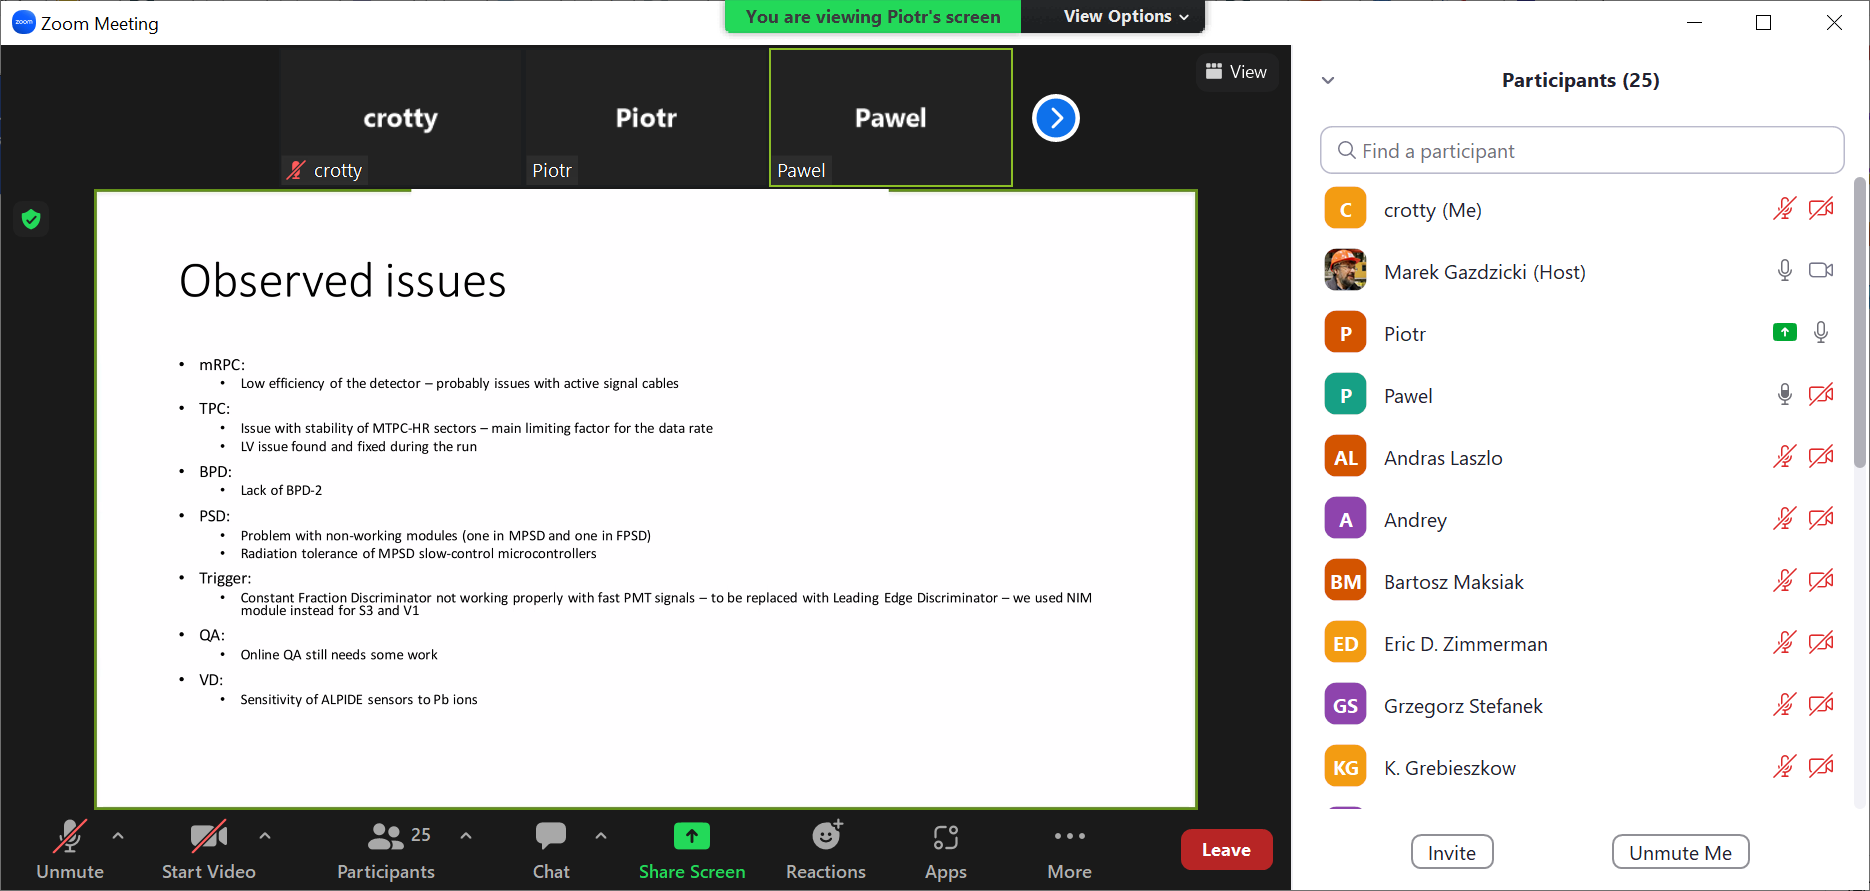 zoom Zoom Meeting
You are viewing Piotr's screen
View Options
View
crotty
Piotr
Pawel
crotty
Piotr
Pawel
Observed issues
• mRPC:
• Low efficiency of the detector – probably issues with active signal cables
• TPC:
• Issue with stability of MTPC-HR sectors – main limiting factor for the data rate
• LV issue found and fixed during the run
• BPD:
• Lack of BPD-2
• PSD:
• Problem with non-working modules (one in MPSD and one in FPSD)
• Radiation tolerance of MPSD slow-control microcontrollers
• Trigger:
• Constant Fraction Discriminator not working properly with fast PMT signals – to be replaced with Leading Edge Discriminator – we used NIM
module instead for S3 and V1
• QA:
• Online QA still needs some work
• VD:
• Sensitivity of ALPIDE sensors to Pb ions
Unmute
Start Video
25
Participants
Chat
Share Screen
Reactions
Apps
More
Leave
Participants (25)
Find a participant
C crotty (Me)
Marek Gazdzicki (Host)
P Piotr
P Pawel
AL Andras Laszlo
A Andrey
BM Bartosz Maksiak
ED Eric D. Zimmerman
GS Grzegorz Stefanek
KG K. Grebieszkow
Invite
Unmute Me